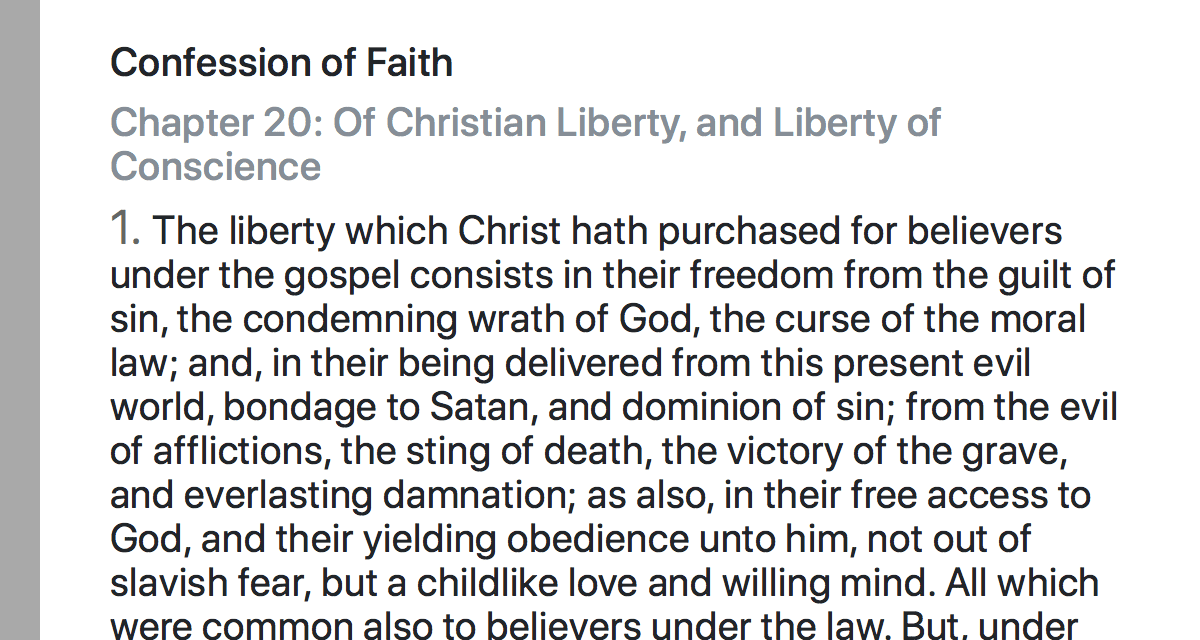 Confession of Faith
Chapter 20: Of Christian Liberty, and Liberty of
Conscience
1. The liberty which Christ hath purchased for believers
under the gospel consists in their freedom from the guilt of
sin, the condemning wrath of God, the curse of the moral
law; and, in their being delivered from this present evil
world, bondage to Satan, and dominion of sin; from the evil
of afflictions, the sting of death, the victory of the grave,
and everlasting damnation; as also, in their free access to
God, and their yielding obedience unto him, not out of
slavish fear, but a childlike love and willing mind. All which
were common also to believers under the law. But, under